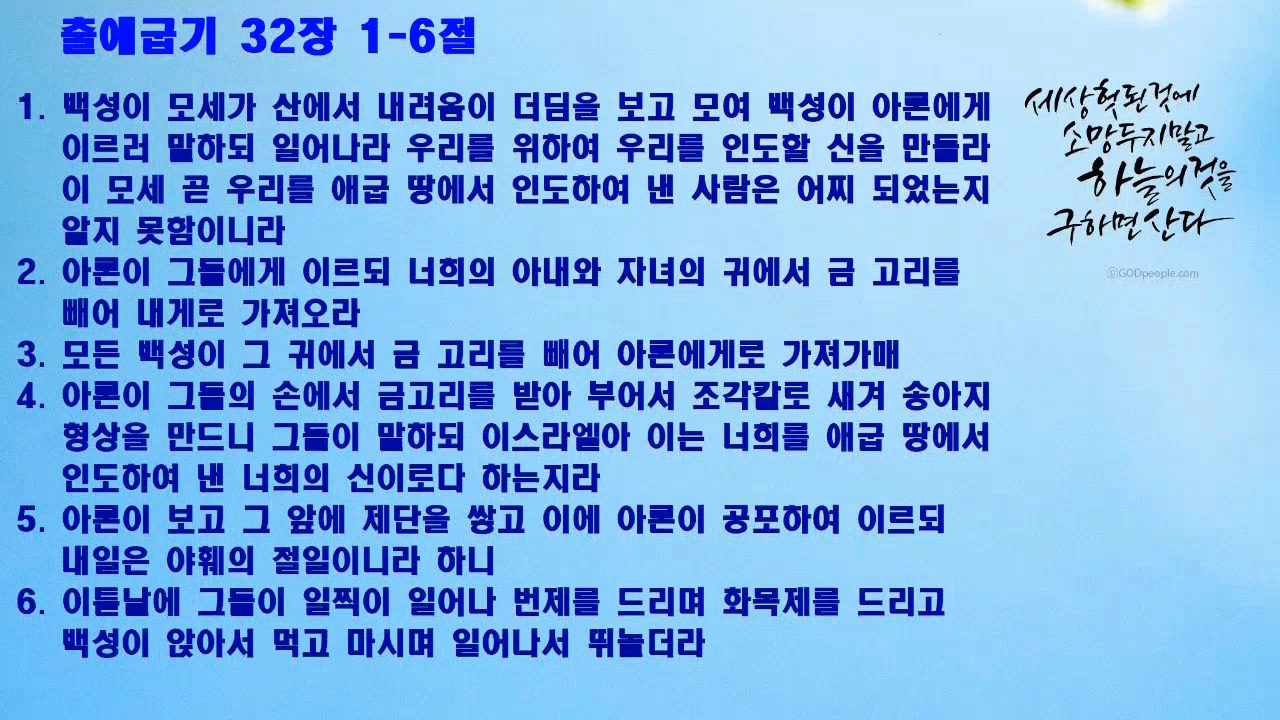 출애굽기 32장 1-6절
1. 백성이 모세가 산에서 내려옴이 더딤을 보고 모여 백성이 아론에게
이르러 말하되 일어나라 우리를 위하여 우리를 인도할 신을 만들라
이 모세 곧 우리를 애굽 땅에서 인도하여 낸 사람은 어찌 되었는지
알지 못함이니라
2. 아론이 그들에게 이르되 너희의 아내와 자녀의 귀에서 금 고리를
빼어 내게로 가져오라
3. 모든 백성이 그 귀에서 금 고리를 빼어 아론에게로 가져가매
4. 아론이 그들의 손에서 금고리를 받아 부어서 조각칼로 새겨 송아지
형상을 만드니 그들이 말하되 이스라엘아 이는 너희를 애굽 땅에서
인도하여 낸 너희의 신이로다 하는지라
5. 아론이 보고 그 앞에 제단을 쌓고 이에 아론이 공포하여 이르되
내일은 야훼의 절일이니라 하니
6. 이튿날에 그들이 일찍이 일어나 번제를 드리며 화목제를 드리고
백성이 앉아서 먹고 마시며 일어나서 뛰놀더라
세상 헛된것에
소망두지말고
하늘의것을
구하면 산다
ⓒGODpeople.com